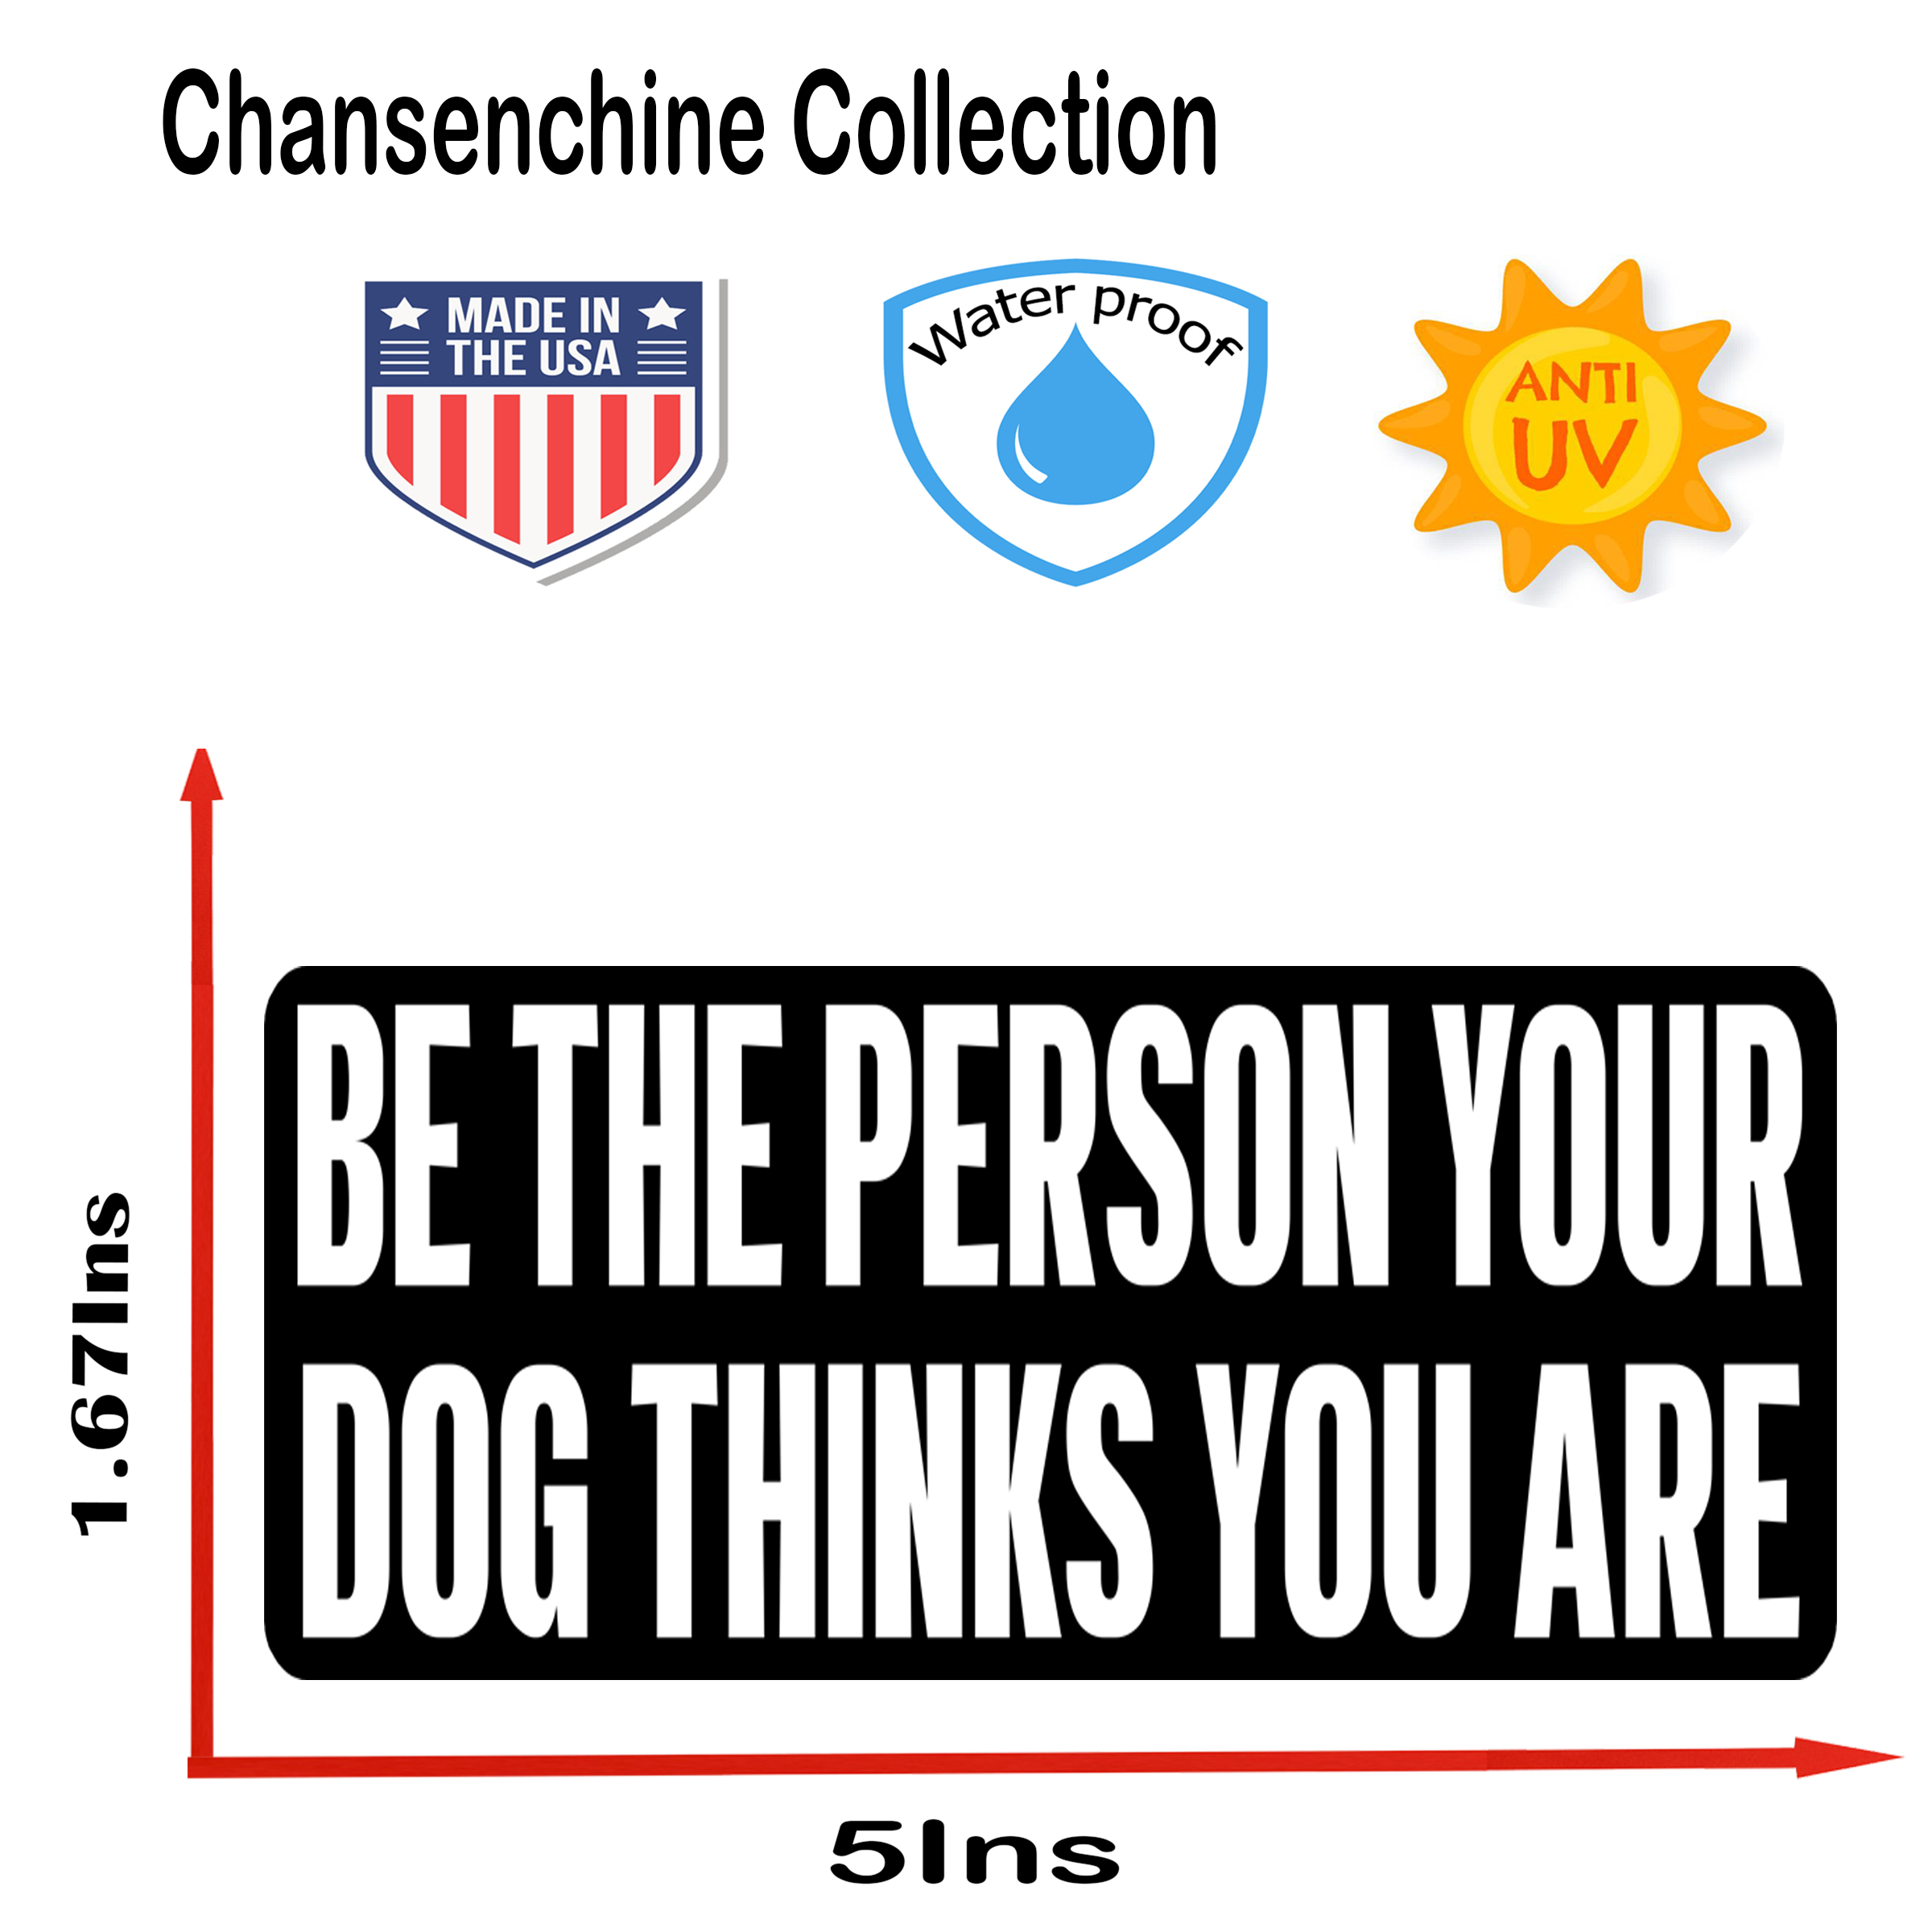 Chansenchine Collection
MADE IN
THE USA
Water proof
ANTI
UV
1.67Ins
BE THE PERSON YOUR
DOG THINKS YOU ARE
5Ins